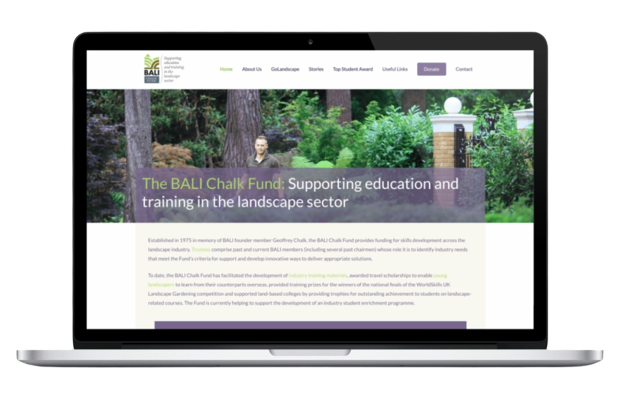 Supporting
education
and training
in the
landscape
sector
BALI
Home About Us GoLandscape Stories Top Student Award Useful Links Donate Contact
The BALI Chalk Fund: Supporting education and
training in the landscape sector
Established in 1975 in memory of BALI founder member Geoffrey Chalk, the BALI Chalk Fund provides funding for skills development across the
landscape industry. Trustees comprise past and current BALI members (including several past chairmen) whose role it is to identify industry needs
that meet the Fund's criteria for support and develop innovative ways to deliver appropriate solutions.
To date, the BALI Chalk Fund has facilitated the development of industry training materials, awarded travel scholarships to enable young
landscapers to learn from their counterparts overseas, provided training prizes for the winners of the national finals of the WorldSkills UK
Landscape Gardening competition and supported land-based colleges by providing trophies for outstanding achievement to students on landscape-
related courses. The Fund is currently helping to support the development of an industry student enrichment programme.